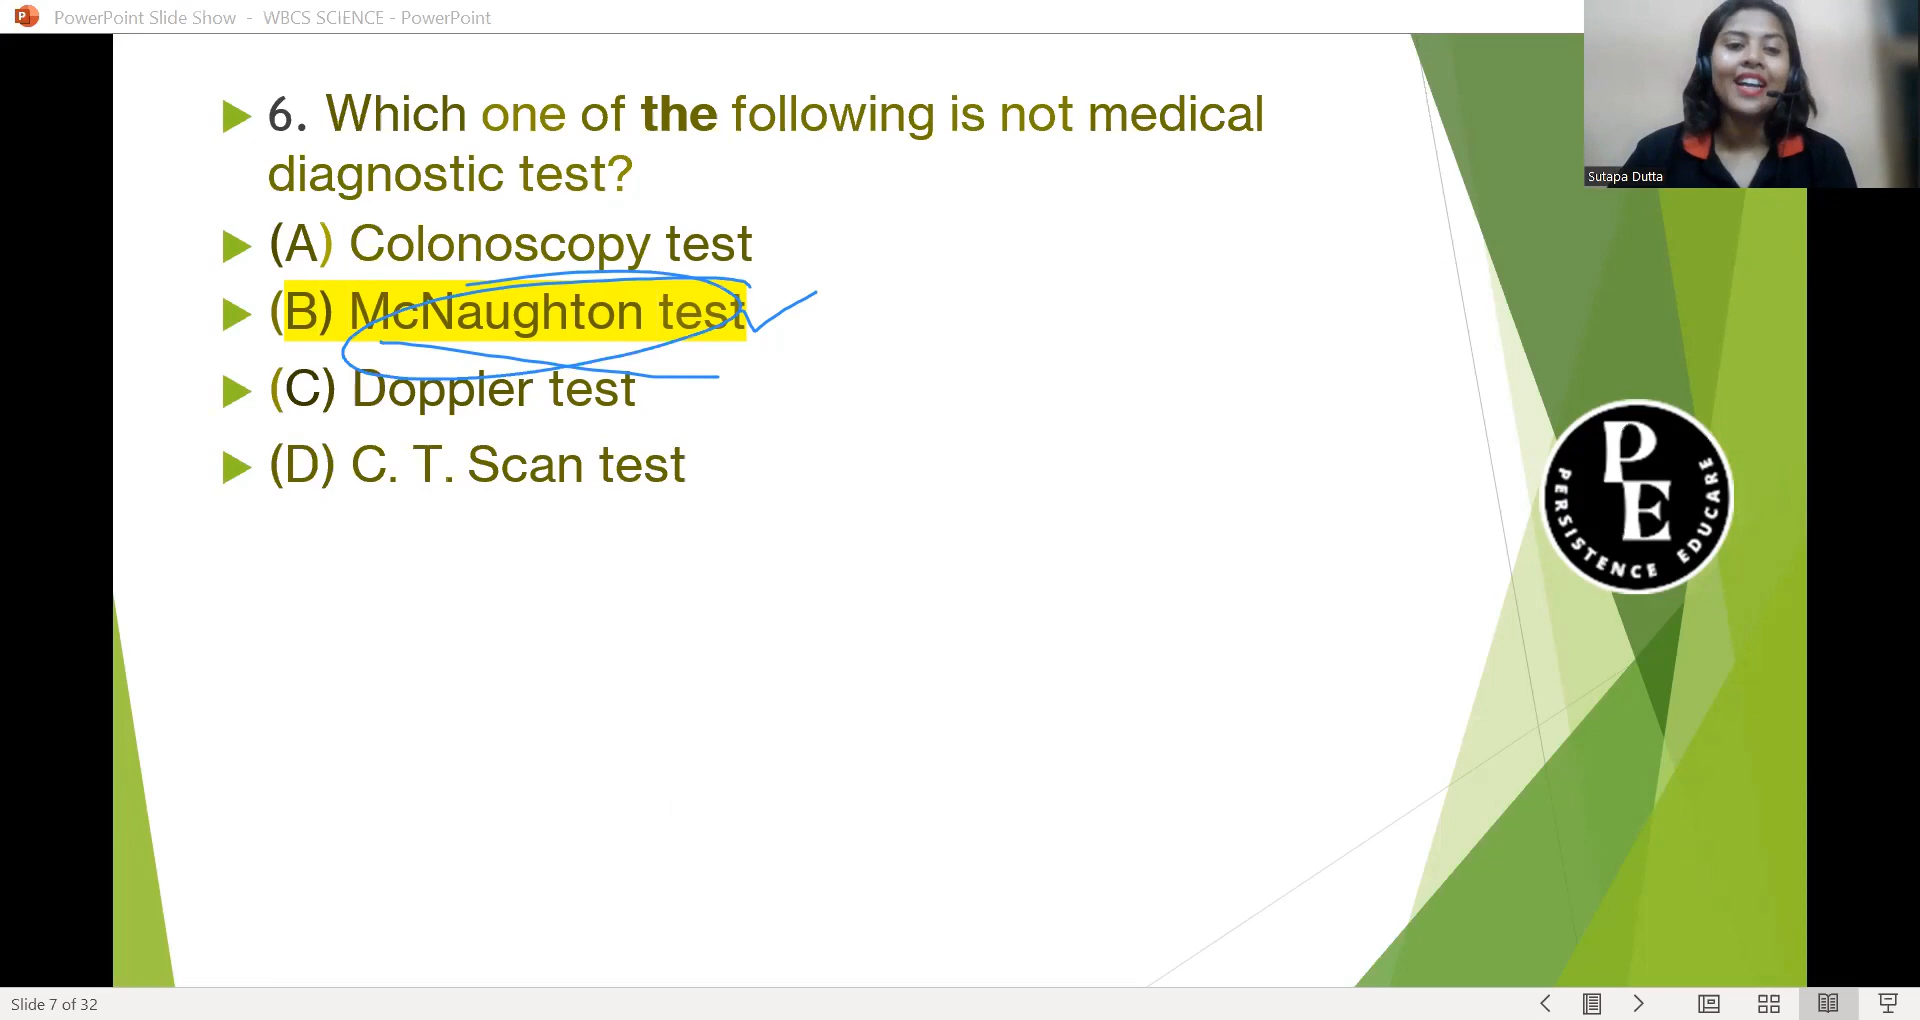 PowerPoint Slide Show - WBCS SCIENCE - PowerPoint
Sutapa Dutta
6. Which one of the following is not medical
diagnostic test?
(A) Colonoscopy test
(B) McNaughton test
(C) Doppler test
(D) C. T. Scan test
P
E
PERSISTENCE EDUCARE
Slide 7 of 32